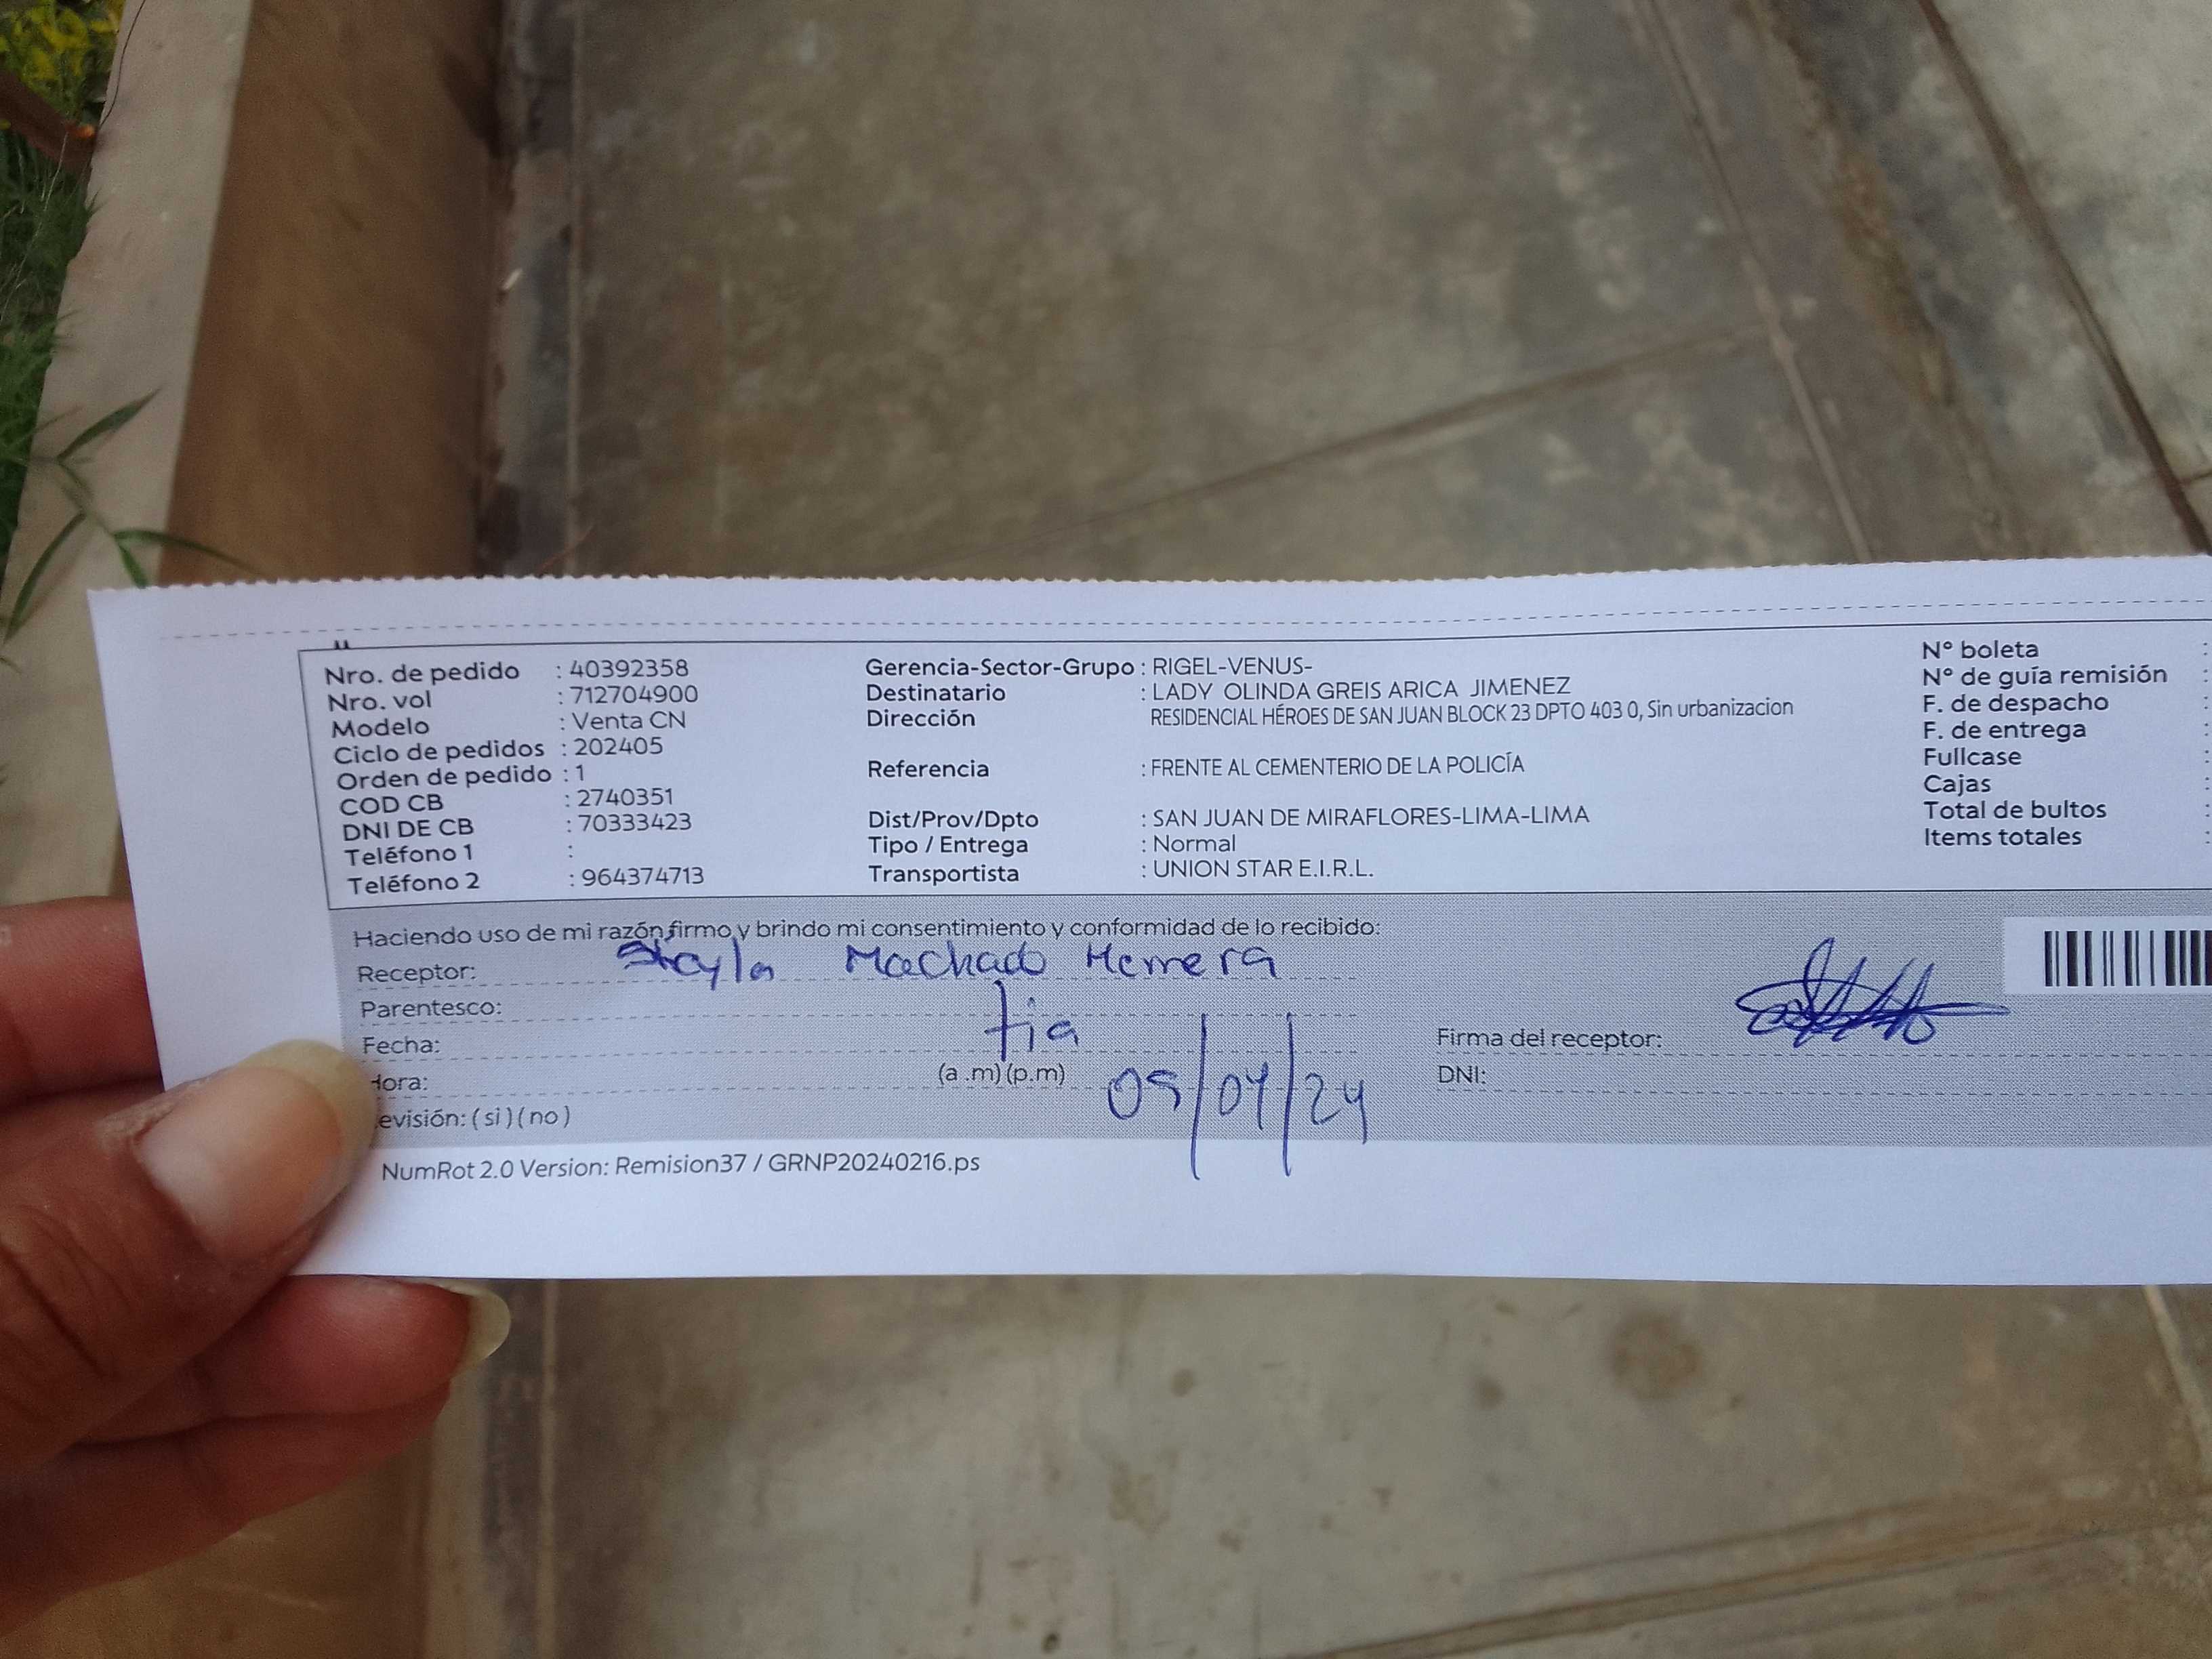 Nro. de pedido : 40392358
Nro. vol : 712704900
Modelo : Venta CN
Ciclo de pedidos : 202405
Orden de pedido : 1
COD CB : 2740351
DNI DE CB : 70333423
Teléfono 1 :
Teléfono 2 : 964374713
Gerencia-Sector-Grupo : RIGEL-VENUS-
Destinatario : LADY OLINDA GREIS ARICA JIMENEZ
Dirección RESIDENCIAL HÉROES DE SAN JUAN BLOCK 23 DPTO 403 0, Sin urbanizacion
Referencia : FRENTE AL CEMENTERIO DE LA POLICÍA
Dist/Prov/Dpto : SAN JUAN DE MIRAFLORES-LIMA-LIMA
Tipo / Entrega : Normal
Transportista : UNION STAR E.I.R.L.
N° boleta :
N° de guía remisión :
F. de despacho :
F. de entrega :
Fullcase :
Cajas :
Total de bultos :
Items totales :
Haciendo uso de mi razón firmo y brindo mi consentimiento y conformidad de lo recibido:
Receptor: Machado Herrera
Parentesco: tia
Fecha:
Hora: (a .m) (p.m) 05/04/24
evisión: ( si ) ( no )
Firma del receptor:
DNI:
NumRot 2.0 Version: Remision37 / GRNP20240216.ps